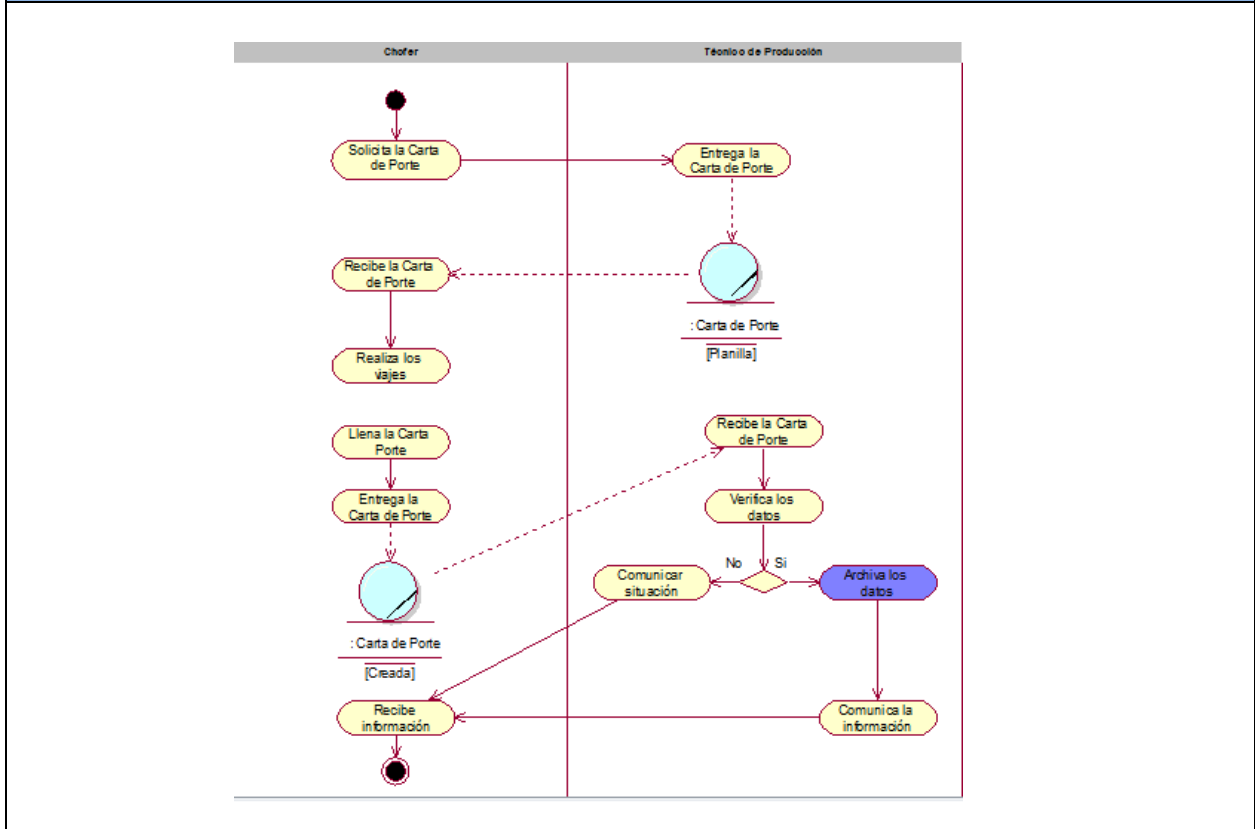 Chofer
Técnico de Producción
Solicita la Carta
de Porte
Entrega la
Carta de Porte
Recibe la Carta
de Porte
: Carta de Porte
[Planilla]
Realiza los
viajes
Llena la Carta
Porte
Recibe la Carta
de Porte
Entrega la
Carta de Porte
Verifica los
datos
No
Si
Comunicar
situación
Archiva los
datos
: Carta de Porte
[Creada]
Recibe
información
Comunica la
información